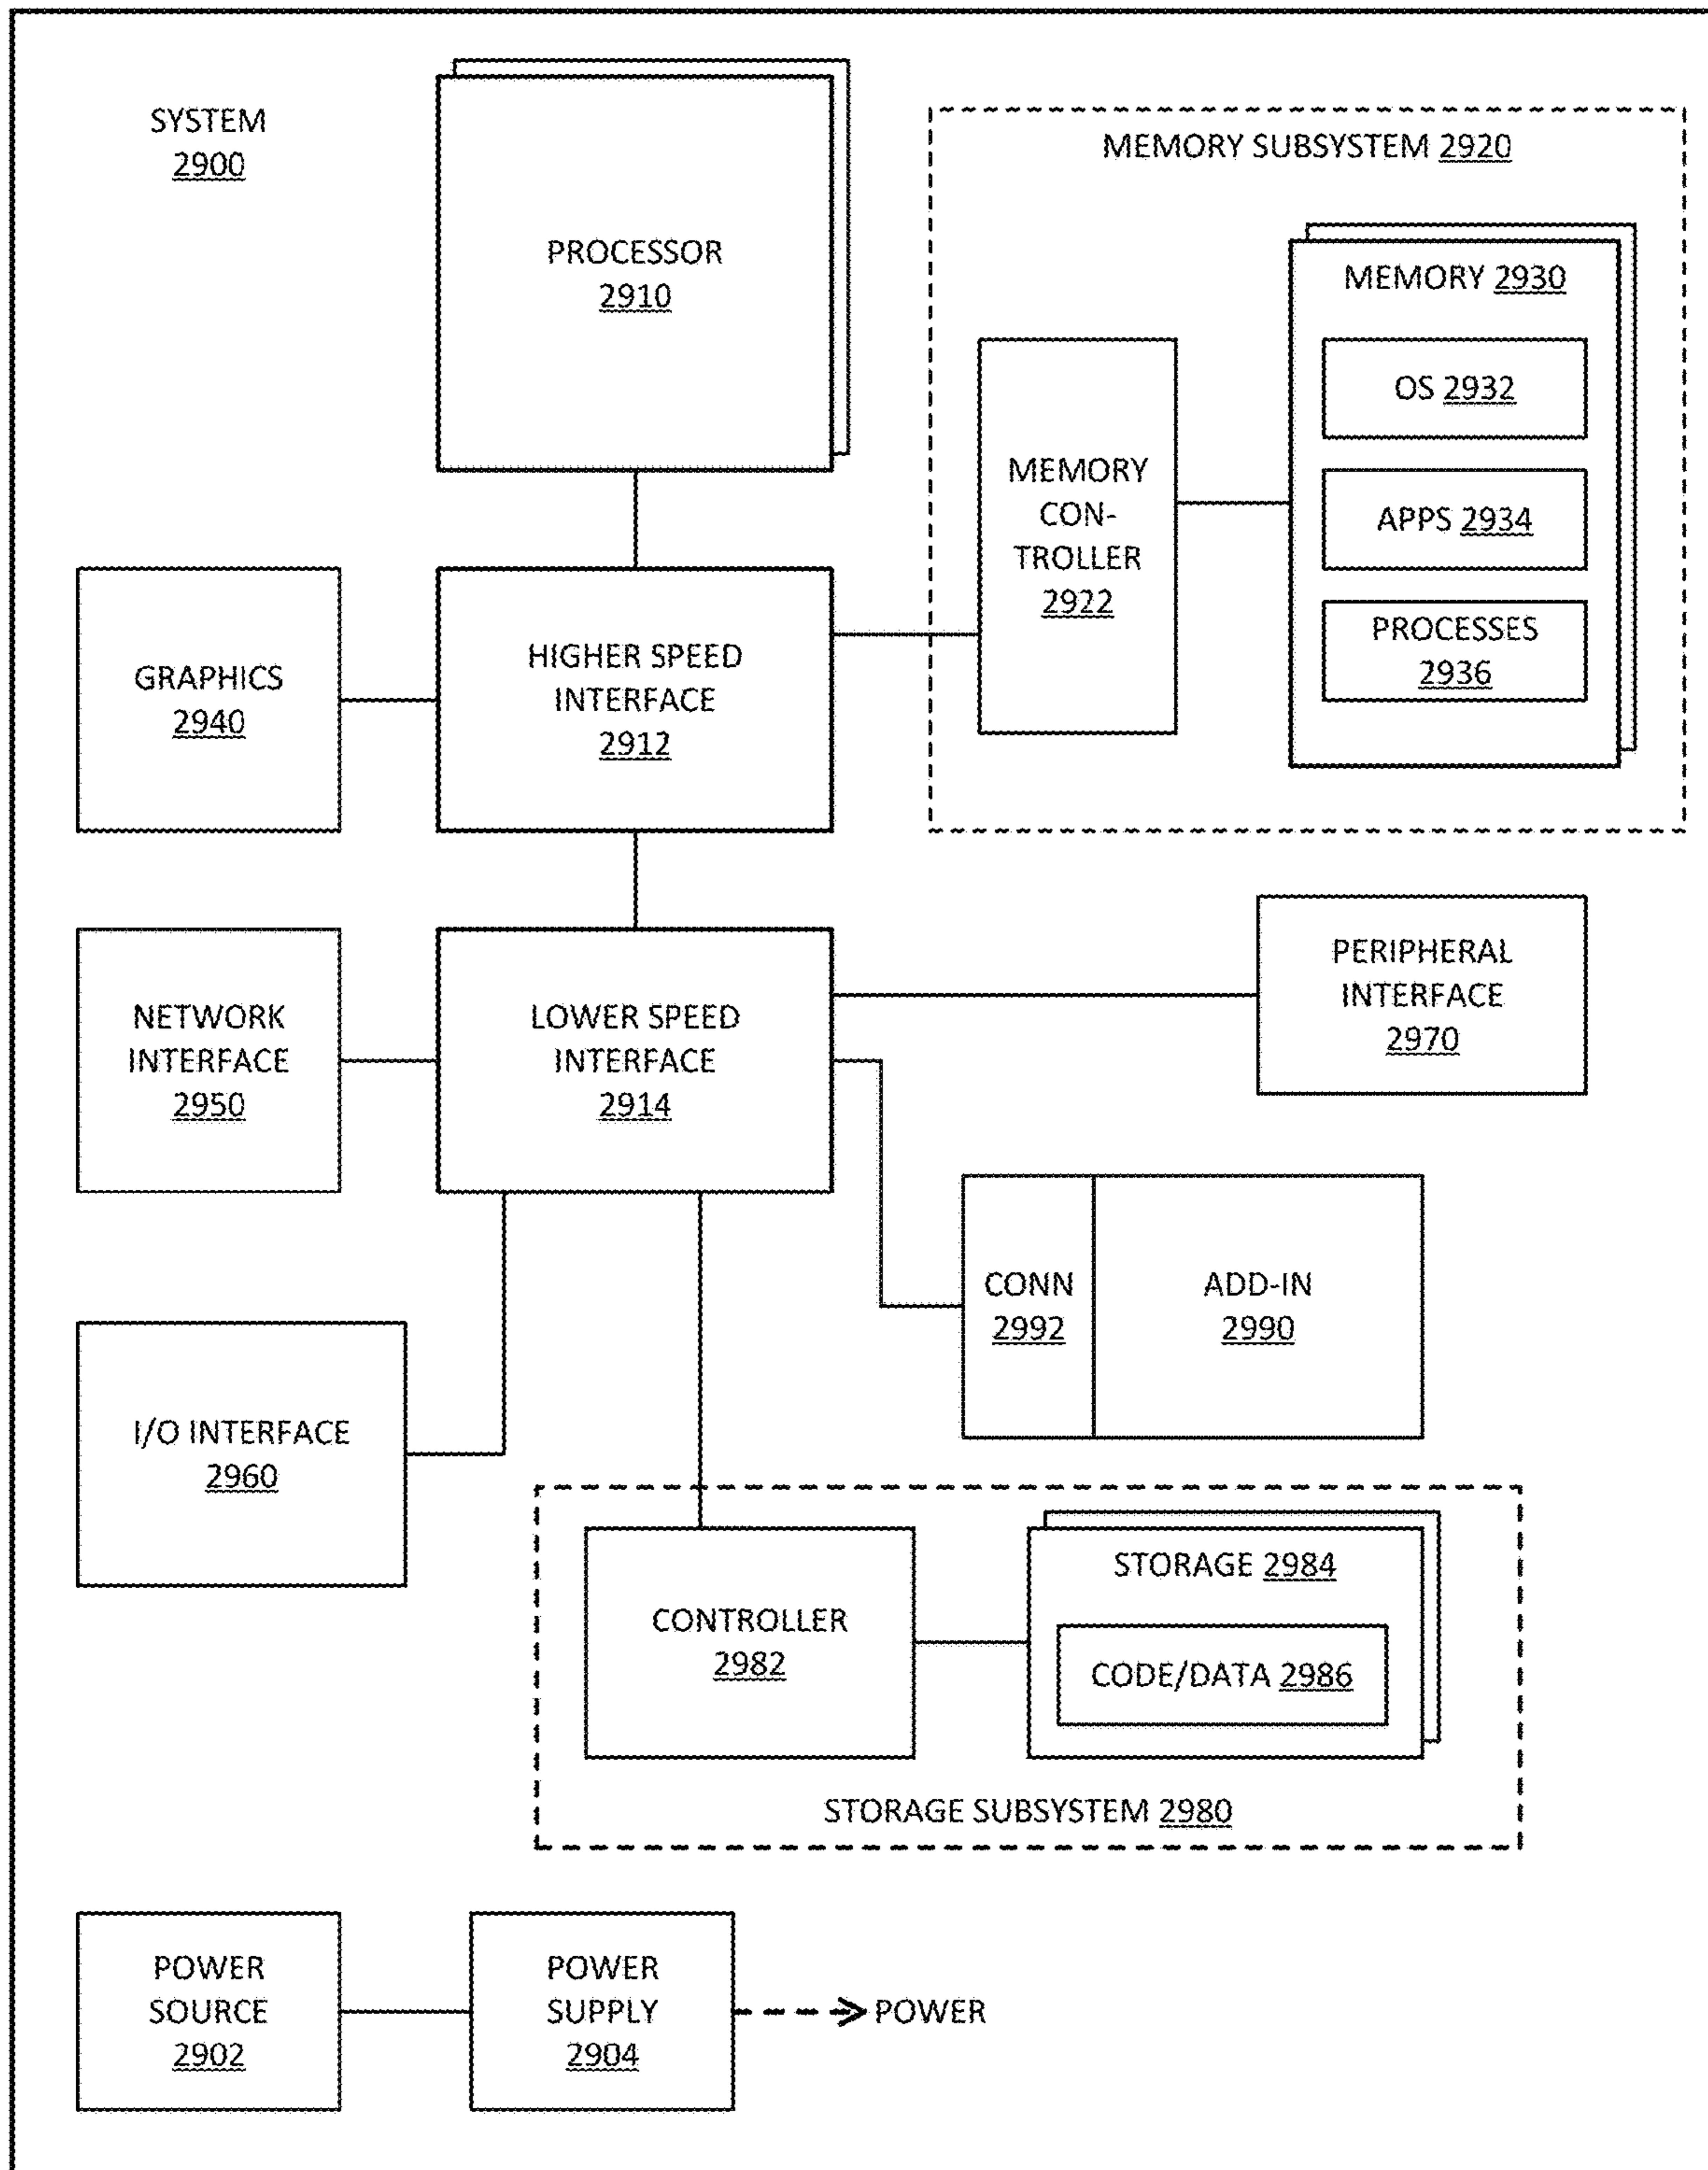 SYSTEM
2900
PROCESSOR
2910
MEMORY SUBSYSTEM 2920
MEMORY 2930
OS 2932
APPS 2934
PROCESSES
2936
MEMORY
CON-
TROLLER
2922
GRAPHICS
2940
HIGHER SPEED
INTERFACE
2912
NETWORK
INTERFACE
2950
LOWER SPEED
INTERFACE
2914
PERIPHERAL
INTERFACE
2970
CONN
2992
ADD-IN
2990
I/O INTERFACE
2960
CONTROLLER
2982
STORAGE 2984
CODE/DATA 2986
STORAGE SUBSYSTEM 2980
POWER
SOURCE
2902
POWER
SUPPLY
2904
POWER